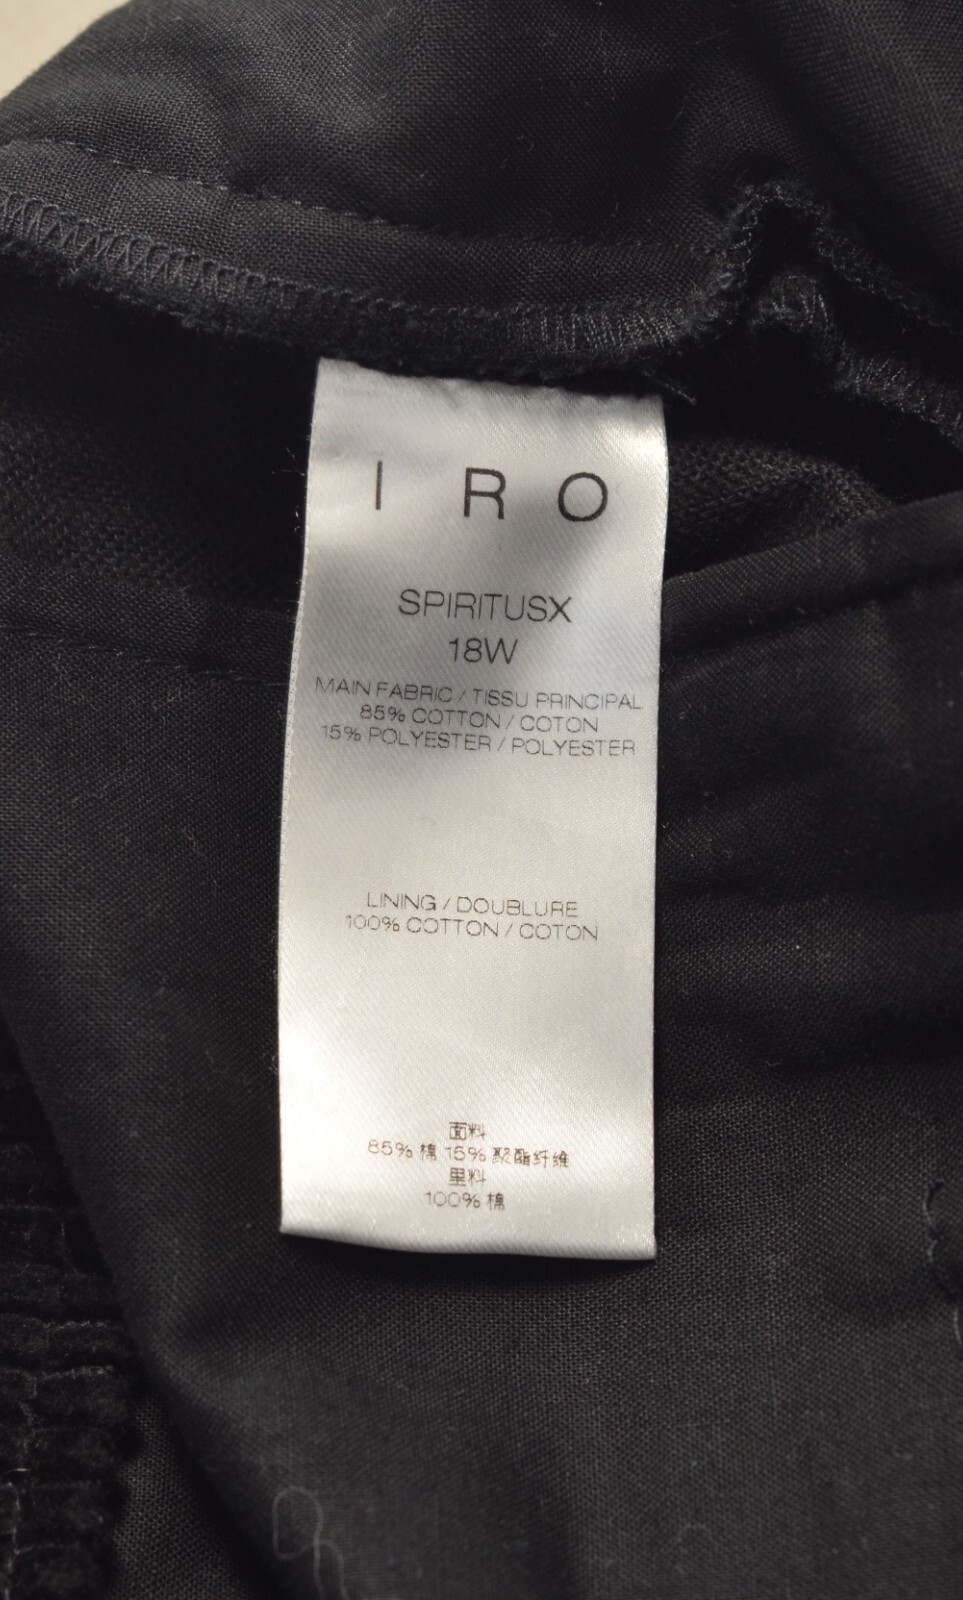 I R O
SPIRITUSX
18W
MAIN FABRIC / TISSU PRINCIPAL
85% COTTON / COTON
15% POLYESTER / POLYESTER
LINING / DOUBLURE
100% COTTON / COTON
面料
85% 棉 15% 聚酯纤维
里料
100% 棉